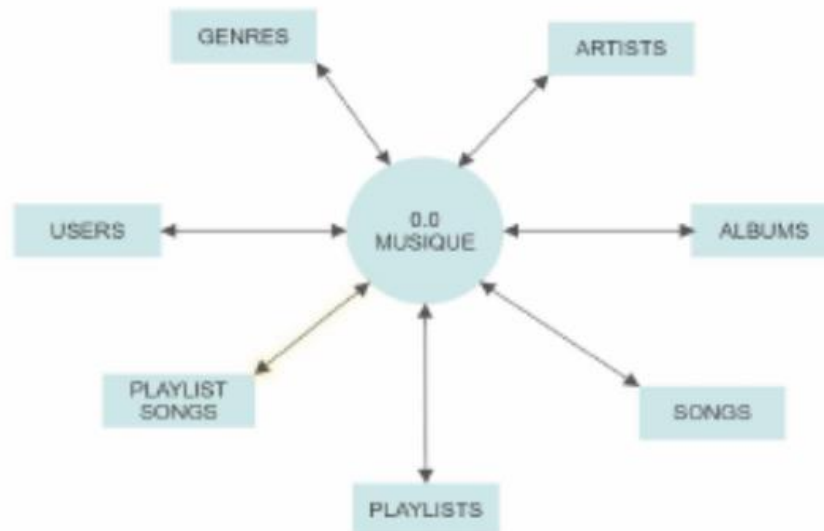 GENRES
ARTISTS
0.0
MUSIQUE
USERS
ALBUMS
PLAYLIST
SONGS
SONGS
PLAYLISTS